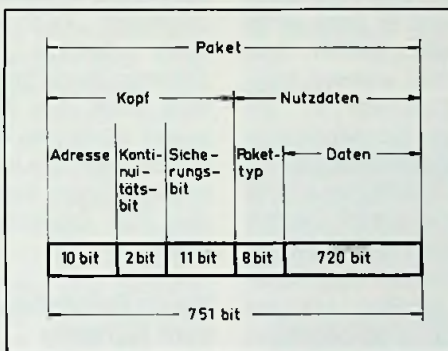 Paket
Kopf
Nutzdaten
Adresse
Konti-
nui-
täts-
bit
Siche-
rungs-
bit
Paket-
typ
Daten
10 bit
2 bit
11 bit
8 bit
720 bit
751 bit